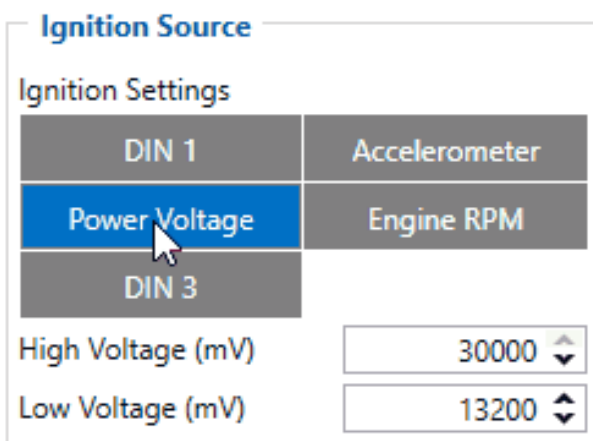 Ignition Source
Ignition Settings
DIN 1 Accelerometer
Power Voltage Engine RPM
DIN 3
High Voltage (mV) 30000
Low Voltage (mV) 13200